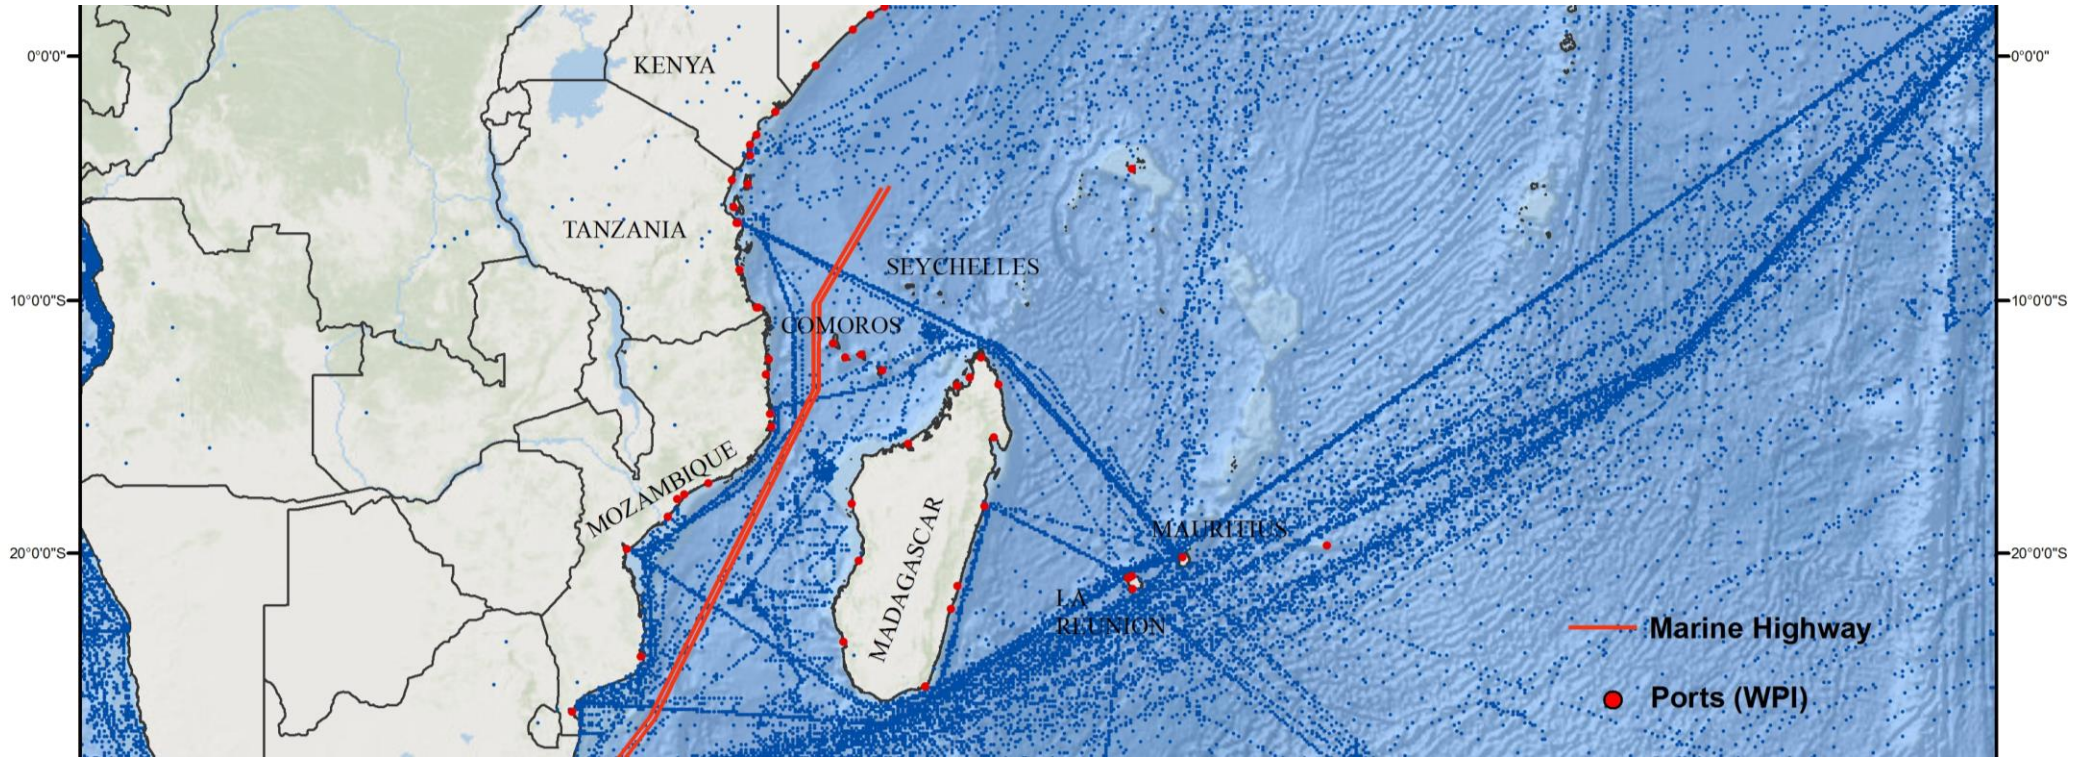 KENYA
0°0'0"
0°0'0"
TANZANIA
SEYCHELLES
10°0'0"S
10°0'0"S
COMOROS
MOZAMBIQUE
MADAGASCAR
MAURITIUS
20°0'0"S
20°0'0"S
LA
REUNION
Marine Highway
Ports (WPI)